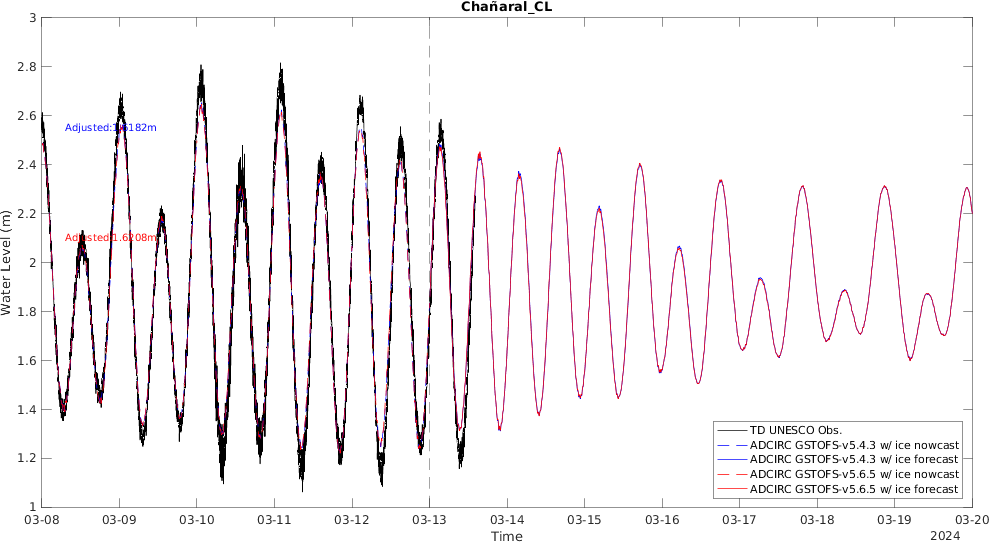 Chañaral_CL
3
2.8
2.6
2.4
2.2
2
1.8
1.6
1.4
1.2
1
Water Level (m)
Adjusted:1.6182m
Adjusted:1.6208m
TD UNESCO Obs.
ADCIRC GSTOFS-v5.4.3 w/ ice nowcast
ADCIRC GSTOFS-v5.4.3 w/ ice forecast
ADCIRC GSTOFS-v5.6.5 w/ ice nowcast
ADCIRC GSTOFS-v5.6.5 w/ ice forecast
03-08 03-09 03-10 03-11 03-12 03-13 03-14 03-15 03-16 03-17 03-18 03-19 03-20
Time
2024